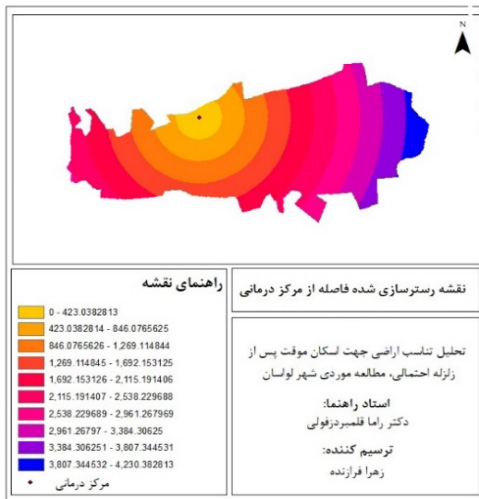 N
راهنمای نقشه
0 - 423.0382813
423.0382814 - 846.0765625
846.0765626 - 1,269.114844
1,269.114845 - 1,692.153125
1,692.153126 - 2,115.191406
2,115.191407 - 2,538.229688
2,538.229689 - 2,961.267969
2,961.26797 - 3,384.30625
3,384.306251 - 3,807.344531
3,807.344532 - 4,230.382813
مرکز درمانی
نقشه رسترسازی شده فاصله از مرکز درمانی
تحلیل تناسب اراضی جهت اسکان موقت پس از
زلزله احتمالی، مطالعه موردی شهر لواسان
استاد راهنما:
دکتر راما قلمبردزفولی
ترسیم کننده:
زهرا فرازنده